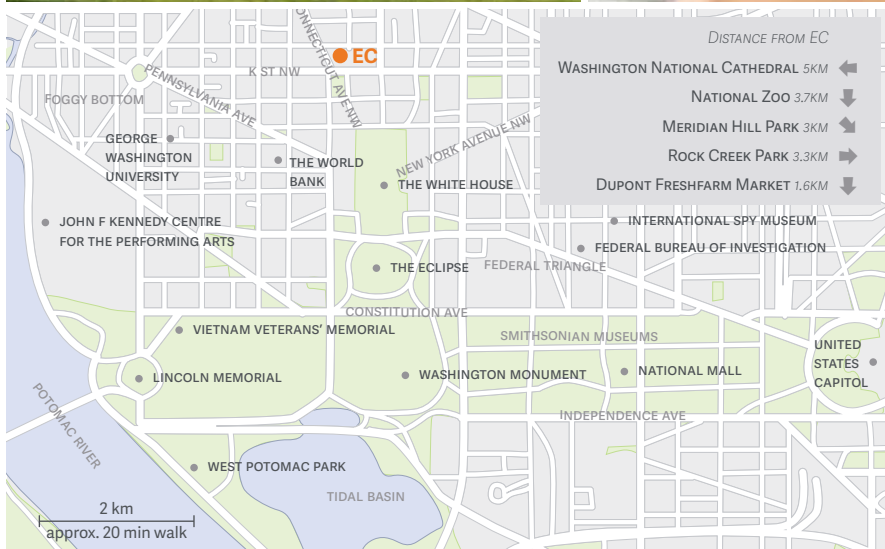 CONNECTICUT AVE NW
EC
K ST NW
PENNSYLVANIA AVE
FOGGY BOTTOM
DISTANCE FROM EC
WASHINGTON NATIONAL CATHEDRAL 5KM
NATIONAL ZOO 3.7KM
MERIDIAN HILL PARK 3KM
ROCK CREEK PARK 3.3KM
DUPONT FRESHFARM MARKET 1.6KM
GEORGE
WASHINGTON
UNIVERSITY
THE WORLD
BANK
NEW YORK AVENUE NW
THE WHITE HOUSE
JOHN F KENNEDY CENTRE
FOR THE PERFORMING ARTS
INTERNATIONAL SPY MUSEUM
FEDERAL BUREAU OF INVESTIGATION
THE ECLIPSE
FEDERAL TRIANGLE
CONSTITUTION AVE
VIETNAM VETERANS' MEMORIAL
SMITHSONIAN MUSEUMS
UNITED
STATES
CAPITOL
LINCOLN MEMORIAL
WASHINGTON MONUMENT
NATIONAL MALL
POTOMAC RIVER
INDEPENDENCE AVE
WEST POTOMAC PARK
TIDAL BASIN
2 km
approx. 20 min walk